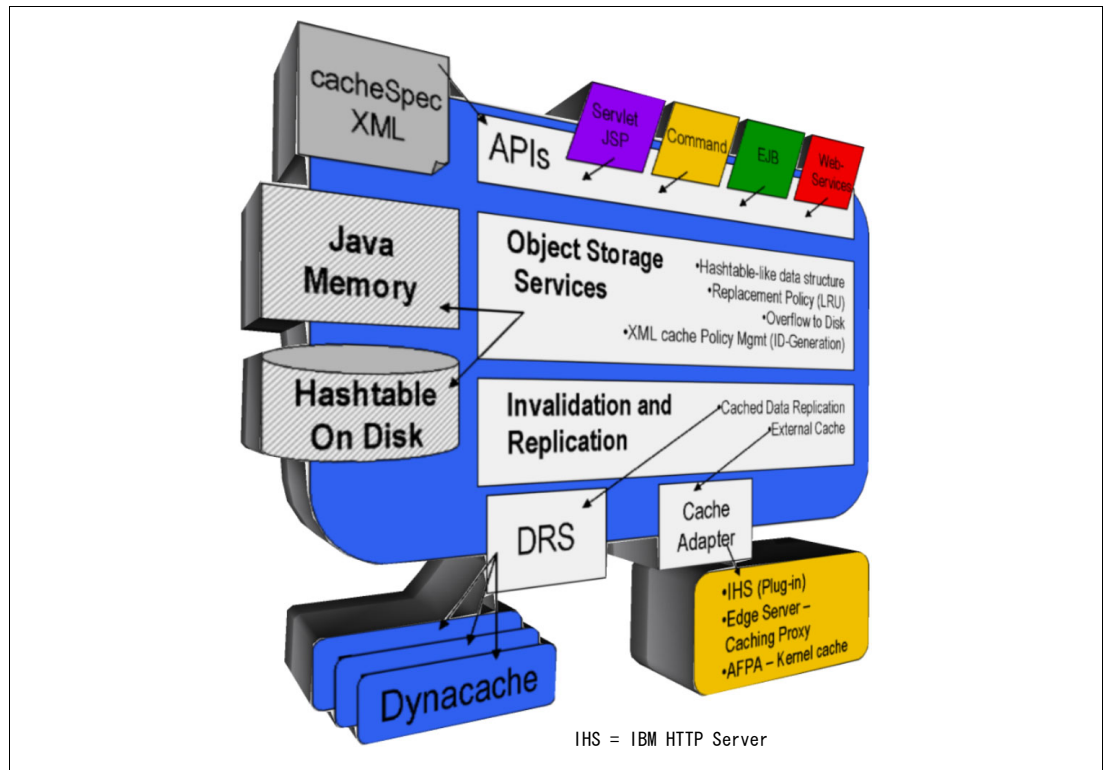 cacheSpec
XML
APIs
Servlet
JSP
Command
EJB
Web-
Services
Java
Memory
Object Storage
Services
•Hashtable-like data structure
•Replacement Policy (LRU)
•Overflow to Disk
•XML cache Policy Mgmt (ID-Generation)
Hashtable
On Disk
Invalidation and
Replication
•Cached Data Replication
•External Cache
DRS
Cache
Adapter
•IHS (Plug-in)
•Edge Server –
Caching Proxy
•AFPA – Kernel cache
Dynacache
IHS = IBM HTTP Server